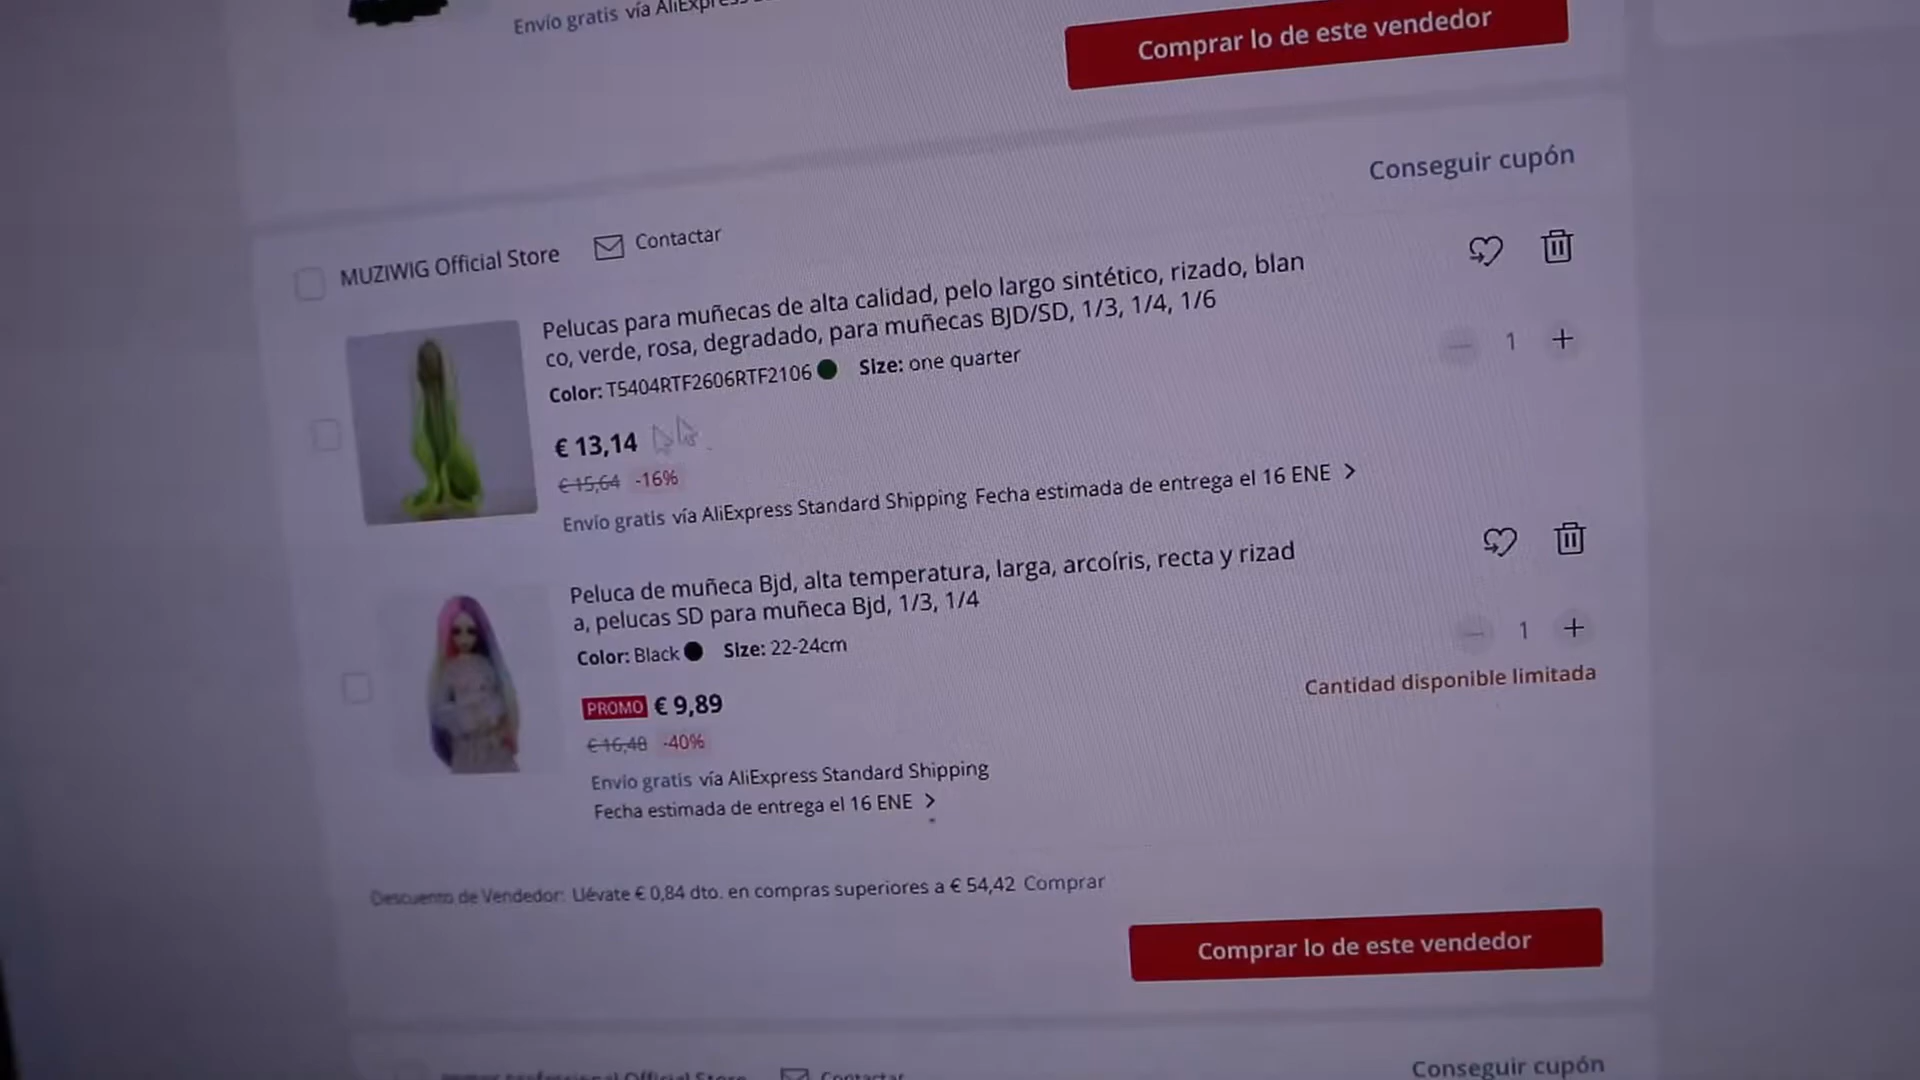 Envío gratis vía
Comprar lo de este vendedor
Conseguir cupón
MUZIWIG Official Store
Contactar
Pelucas para muñecas de alta calidad, pelo largo sintético, rizado, blan
co, verde, rosa, degradado, para muñecas BJD/SD, 1/3, 1/4, 1/6
Color: T5404RTF2606RTF2106 Size: one quarter
1
€ 13,14
€ 15,64 -16%
Envío gratis vía AliExpress Standard Shipping Fecha estimada de entrega el 16 ENE
Peluca de muñeca Bjd, alta temperatura, larga, arcoíris, recta y rizad
a, pelucas SD para muñeca Bjd, 1/3, 1/4
Color: Black Size: 22-24cm
1
PROMO € 9,89
Cantidad disponible limitada
€ 16,48 -40%
Envío gratis vía AliExpress Standard Shipping
Fecha estimada de entrega el 16 ENE
Descuento de Vendedor: Llévate € 0,84 dto. en compras superiores a € 54,42 Comprar
Comprar lo de este vendedor
Official Store
Contactar
Conseguir cupón